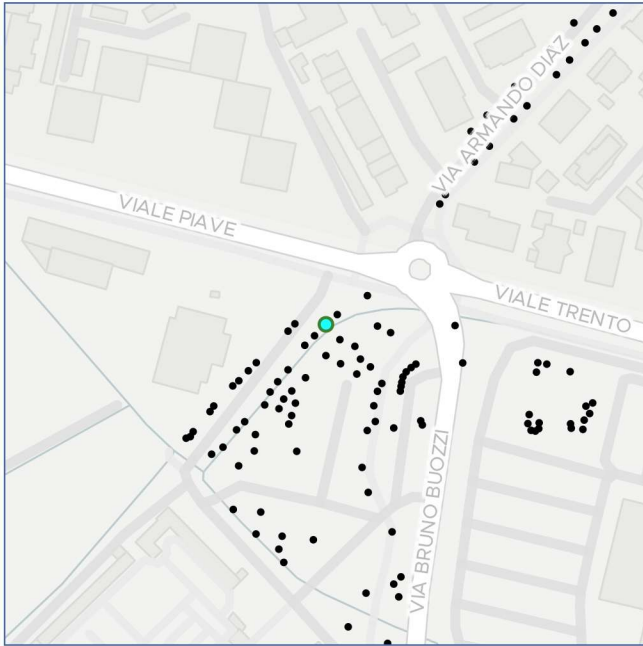 VIA ARMANDO DIAZ
VIALE PIAVE
VIALE TRENTO
VIA BRUNO BUOZZI